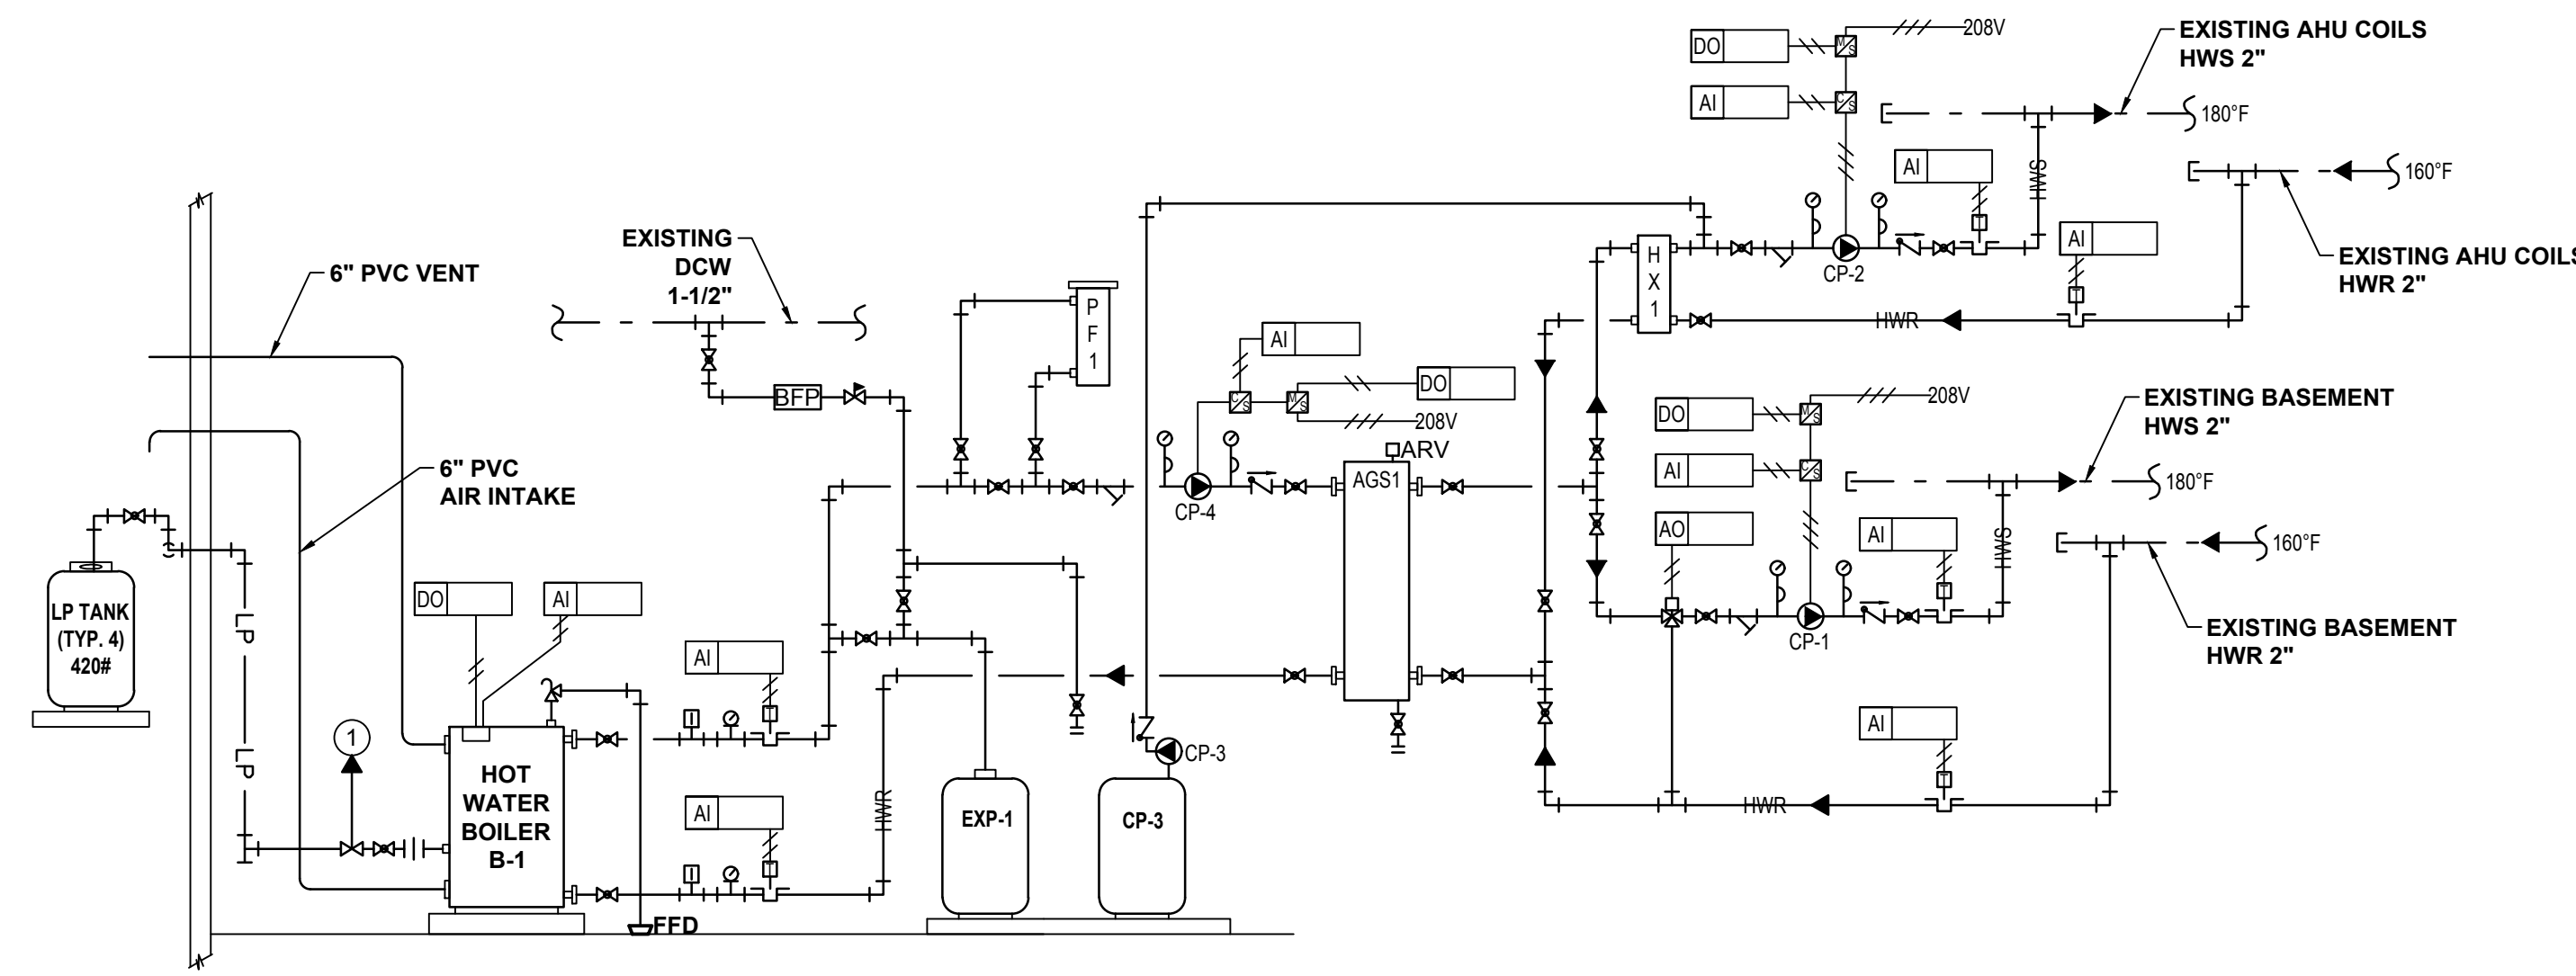 208V
EXISTING AHU COILS
HWS 2"
DO
M
S
AI
C
S
180°F
AI
HWS
160°F
EXISTING AHU COILS
HWR 2"
AI
CP-2
H
X
1
HWR
6" PVC VENT
EXISTING
DCW
1-1/2"
P
F
1
AI
DO
C
S
M
S
208V
BFP
ARV
AGS1
CP-4
208V
EXISTING BASEMENT
HWS 2"
DO
M
S
AI
C
S
180°F
AO
AI
HWS
160°F
CP-1
EXISTING BASEMENT
HWR 2"
6" PVC
AIR INTAKE
LP TANK
(TYP. 4)
420#
LP
LP
DO
AI
AI
1
HOT
WATER
BOILER
B-1
AI
HWR
EXP-1
CP-3
CP-3
AI
HWR
FFD